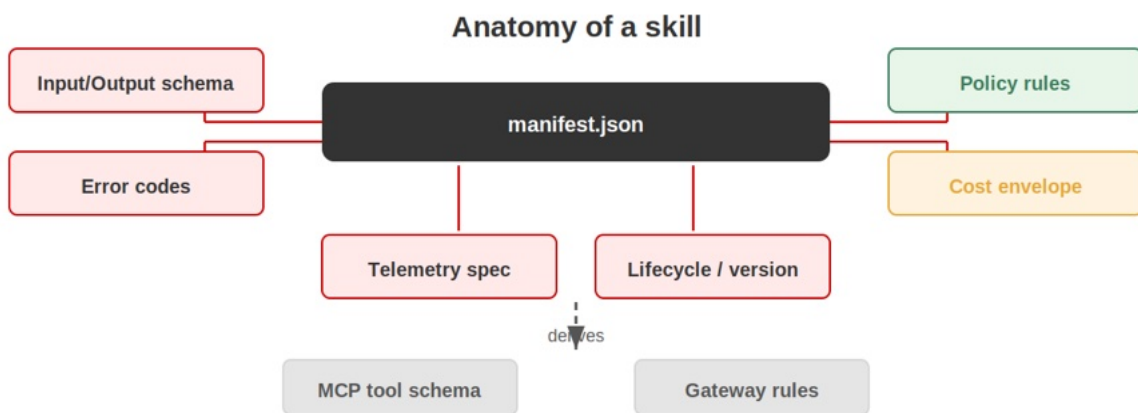 Anatomy of a skill
Input/Output schema
Policy rules
manifest.json
Error codes
Cost envelope
Telemetry spec
Lifecycle / version
derives
MCP tool schema
Gateway rules